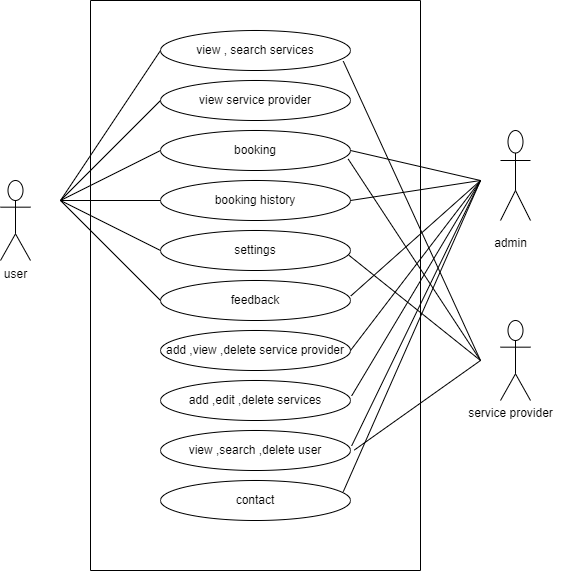 view , search services
view service provider
booking
booking history
settings
feedback
add ,view ,delete service provider
add ,edit ,delete services
view ,search ,delete user
contact
user
admin
service provider